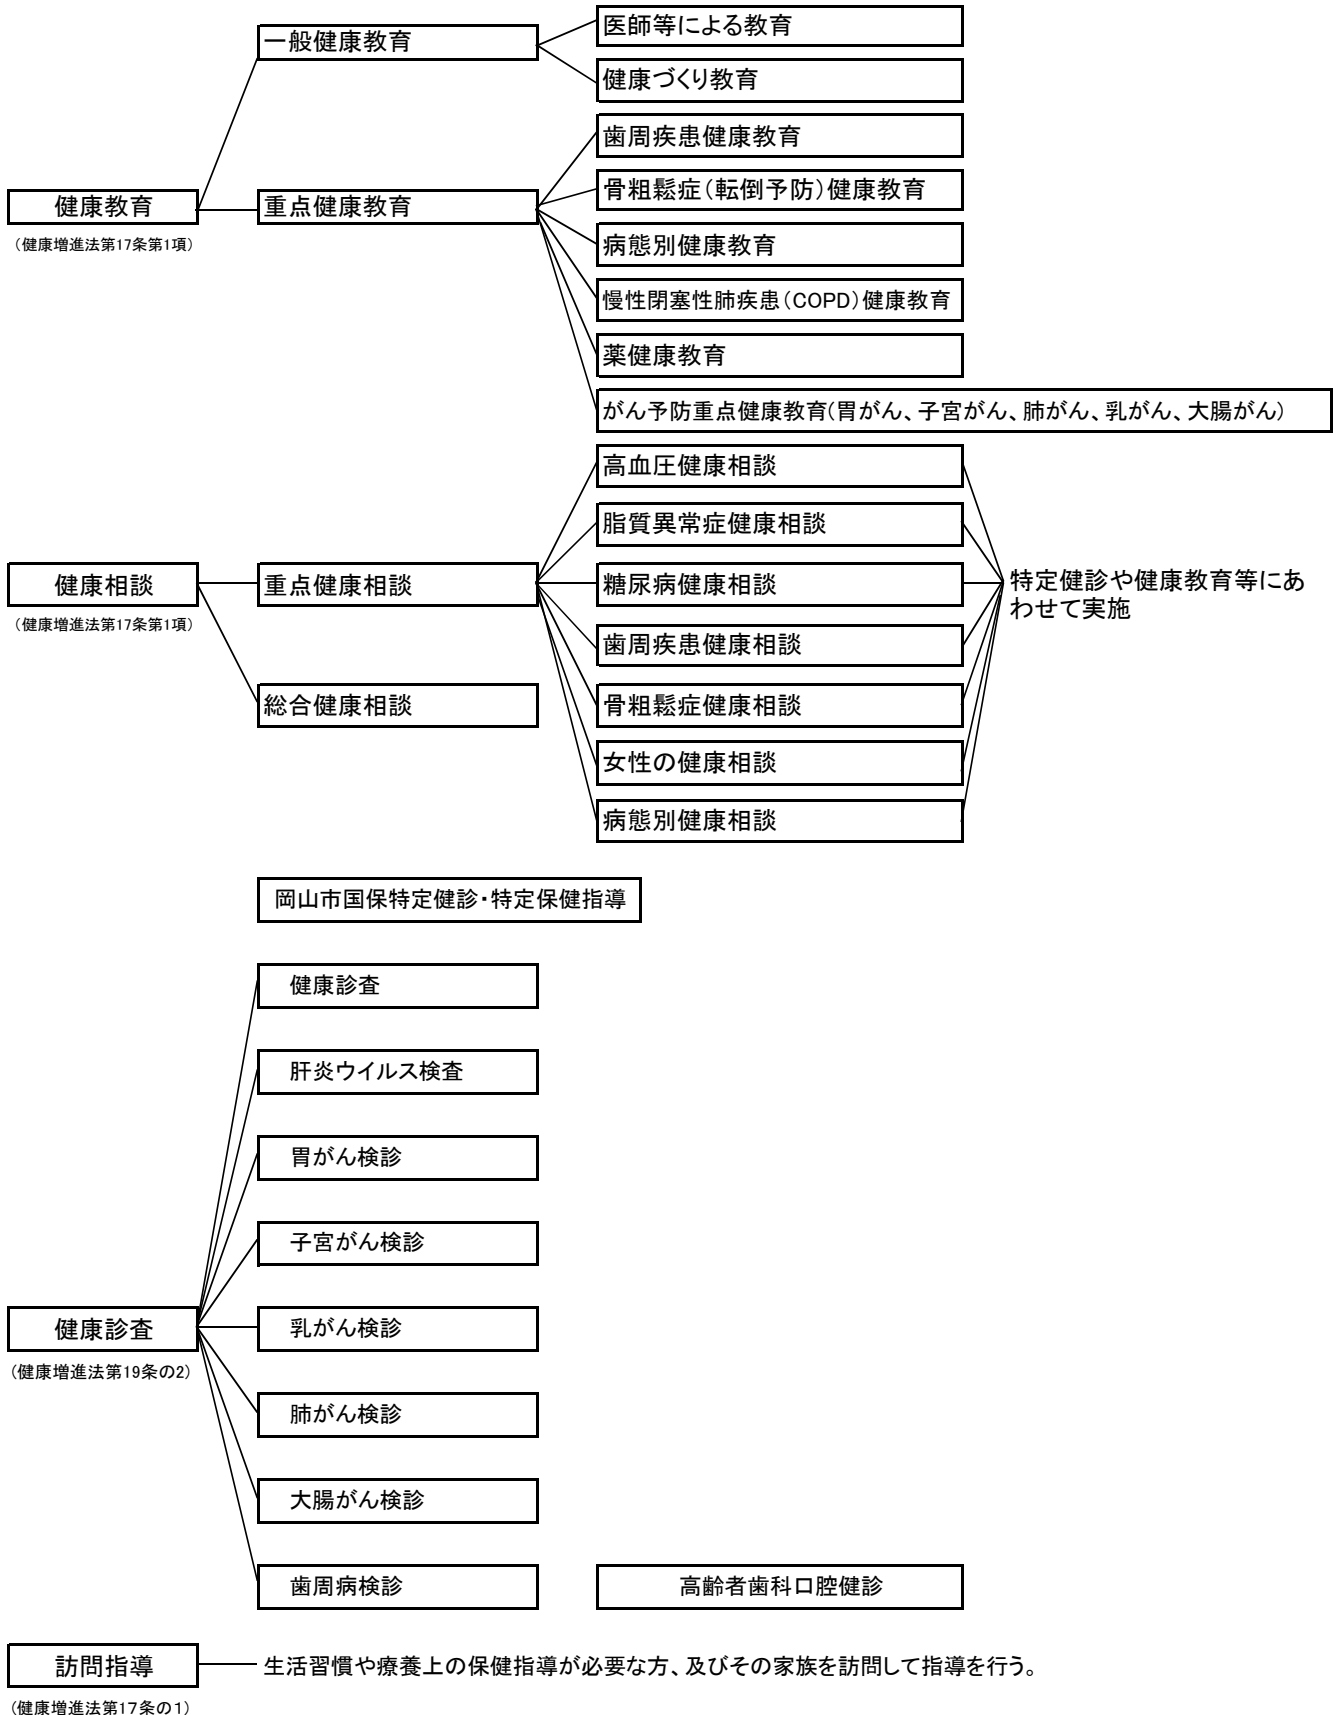 医師等による教育
一般健康教育
健康づくり教育
歯周疾患健康教育
骨粗鬆症(転倒予防)健康教育
健康教育
重点健康教育
(健康増進法第17条第1項)
病態別健康教育
慢性閉塞性肺疾患(COPD)健康教育
薬健康教育
がん予防重点健康教育(胃がん、子宮がん、肺がん、乳がん、大腸がん)
高血圧健康相談
脂質異常症健康相談
健康相談
重点健康相談
糖尿病健康相談
特定健診や健康教育等にあ
わせて実施
(健康増進法第17条第1項)
歯周疾患健康相談
総合健康相談
骨粗鬆症健康相談
女性の健康相談
病態別健康相談
岡山市国保特定健診・特定保健指導
健康診査
肝炎ウイルス検査
胃がん検診
子宮がん検診
健康診査
乳がん検診
(健康増進法第19条の2)
肺がん検診
大腸がん検診
歯周病検診
高齢者歯科口腔健診
訪問指導
生活習慣や療養上の保健指導が必要な方、及びその家族を訪問して指導を行う。
(健康増進法第17条の1)